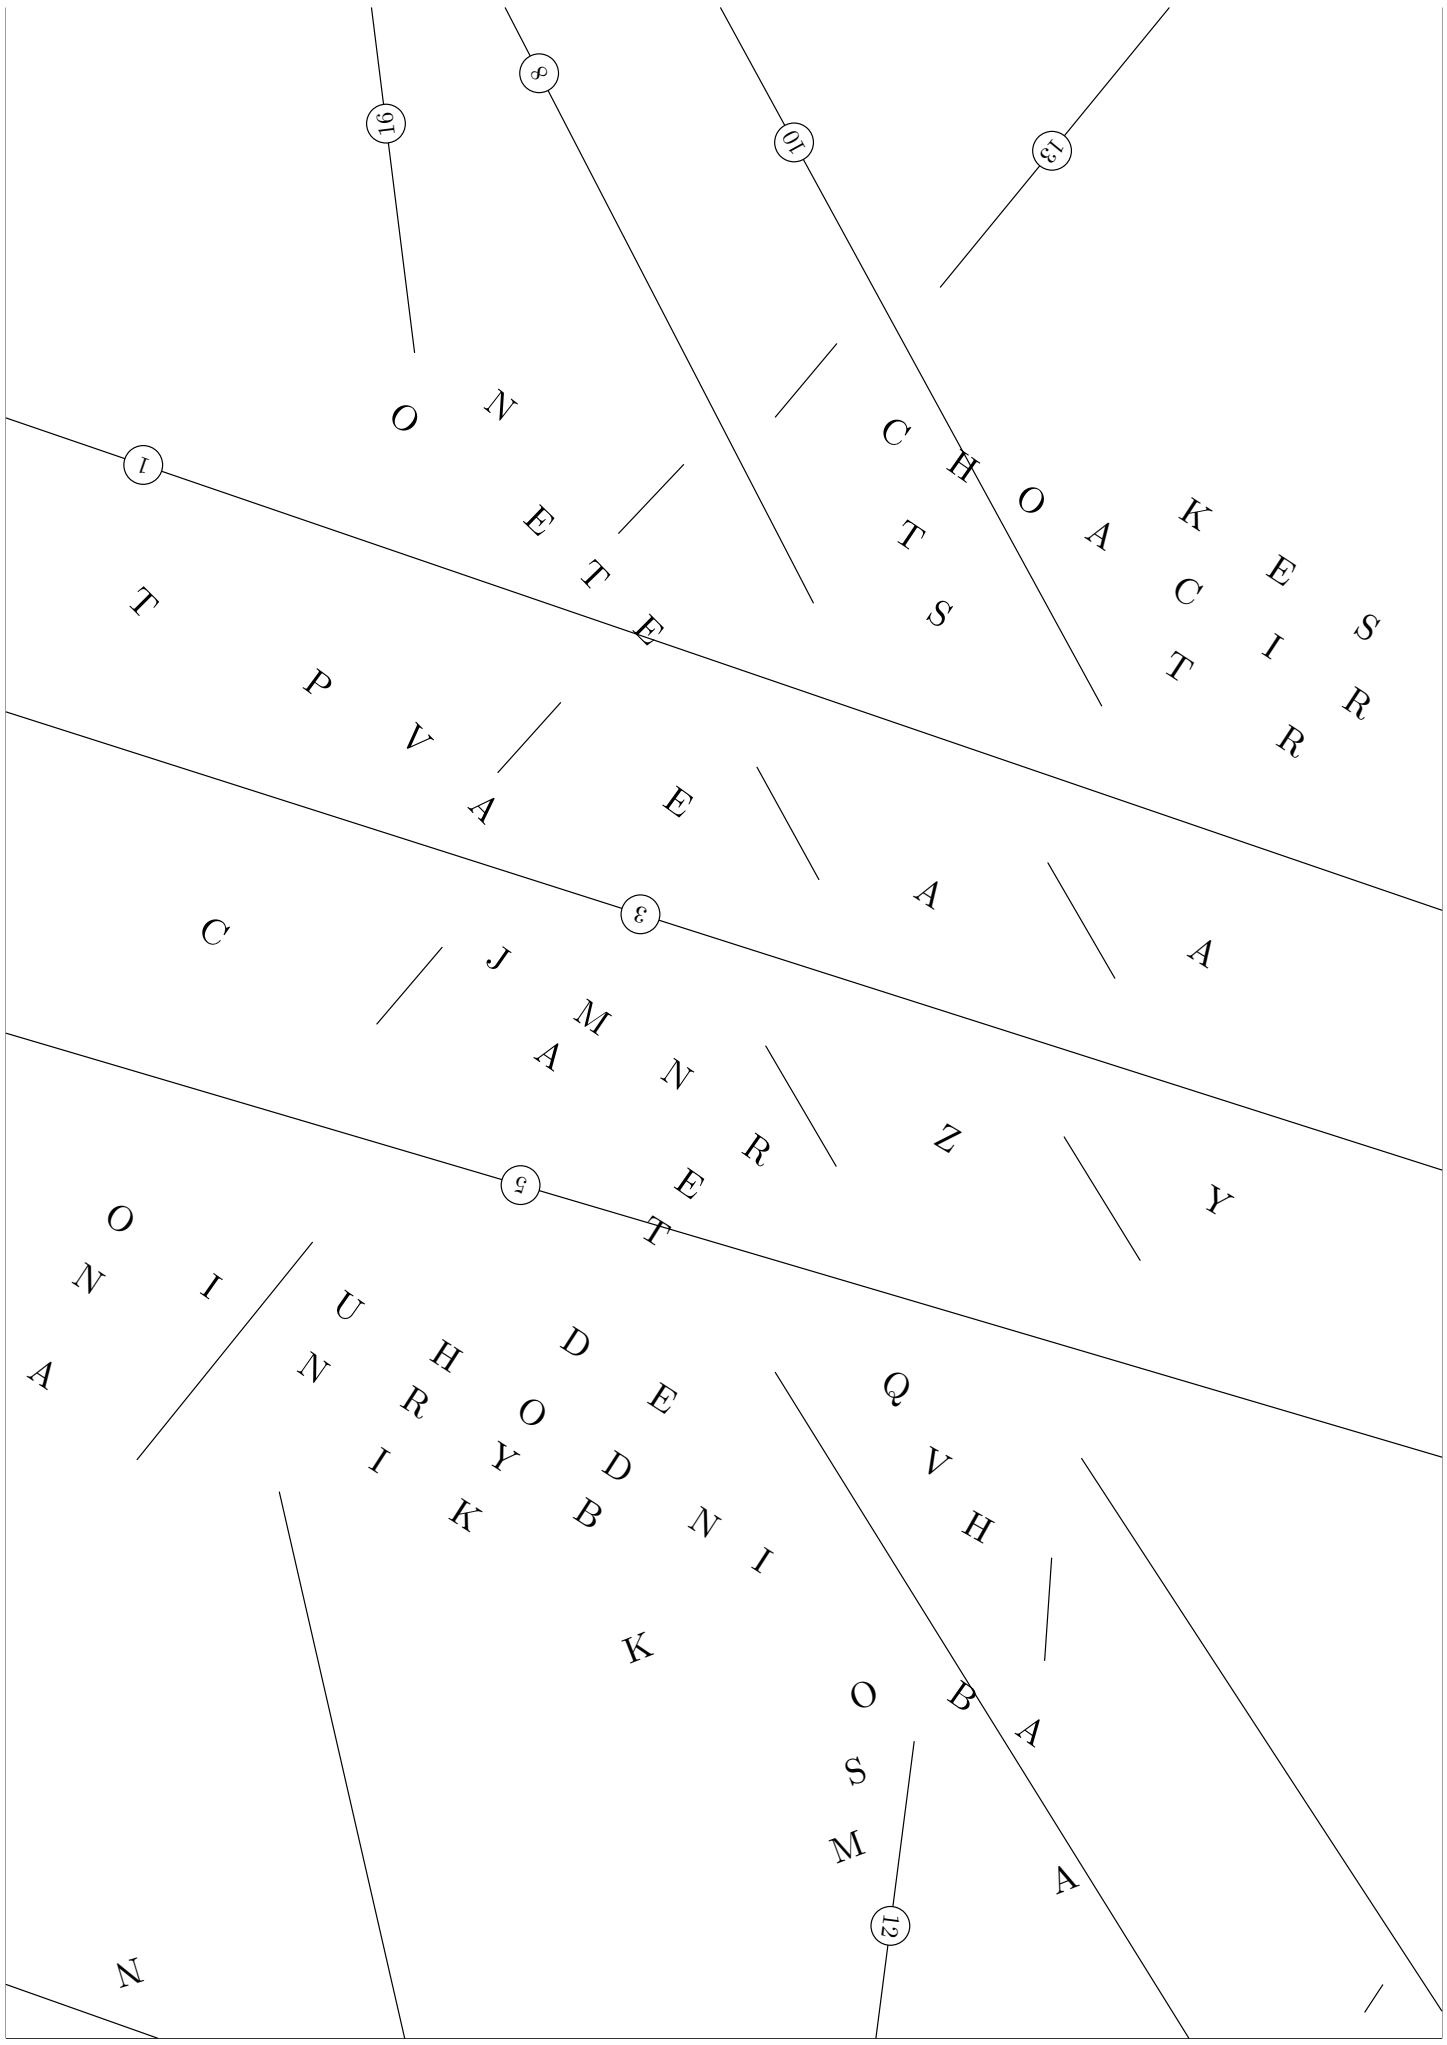 8
16
10
13
O N
C
1
H
O K
E T A
T E C
T S E
E I S
P T
V R
A E R
A
C 3
J A
M
A N
Z
R
5 E
O T Y
N I
U D
A N H Q
R O E
I Y D V
K B N H
I
K
O B
S A
M A
12
N